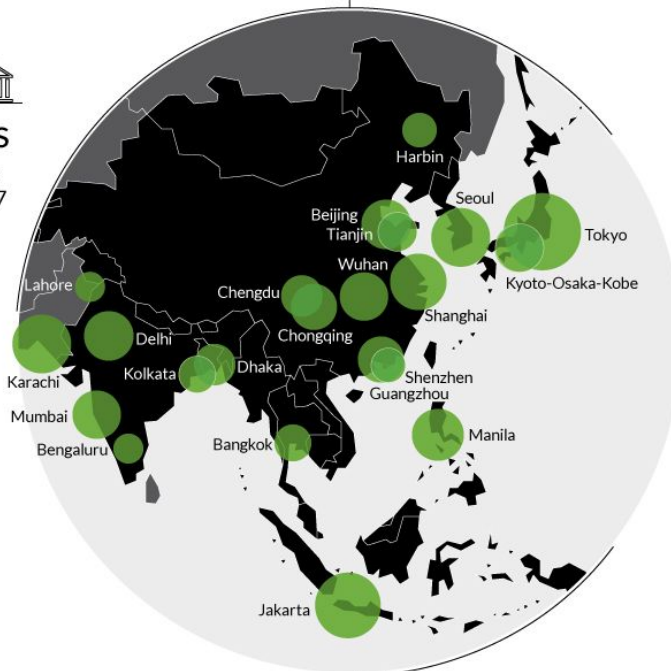 S
7
Harbin
Seoul
Beijing
Tianjin
Tokyo
Wuhan
Lahore
Chengdu
Kyoto-Osaka-Kobe
Shanghai
Chongqing
Delhi
Kolkata
Dhaka
Shenzhen
Karachi
Guangzhou
Mumbai
Manila
Bangkok
Bengaluru
Jakarta